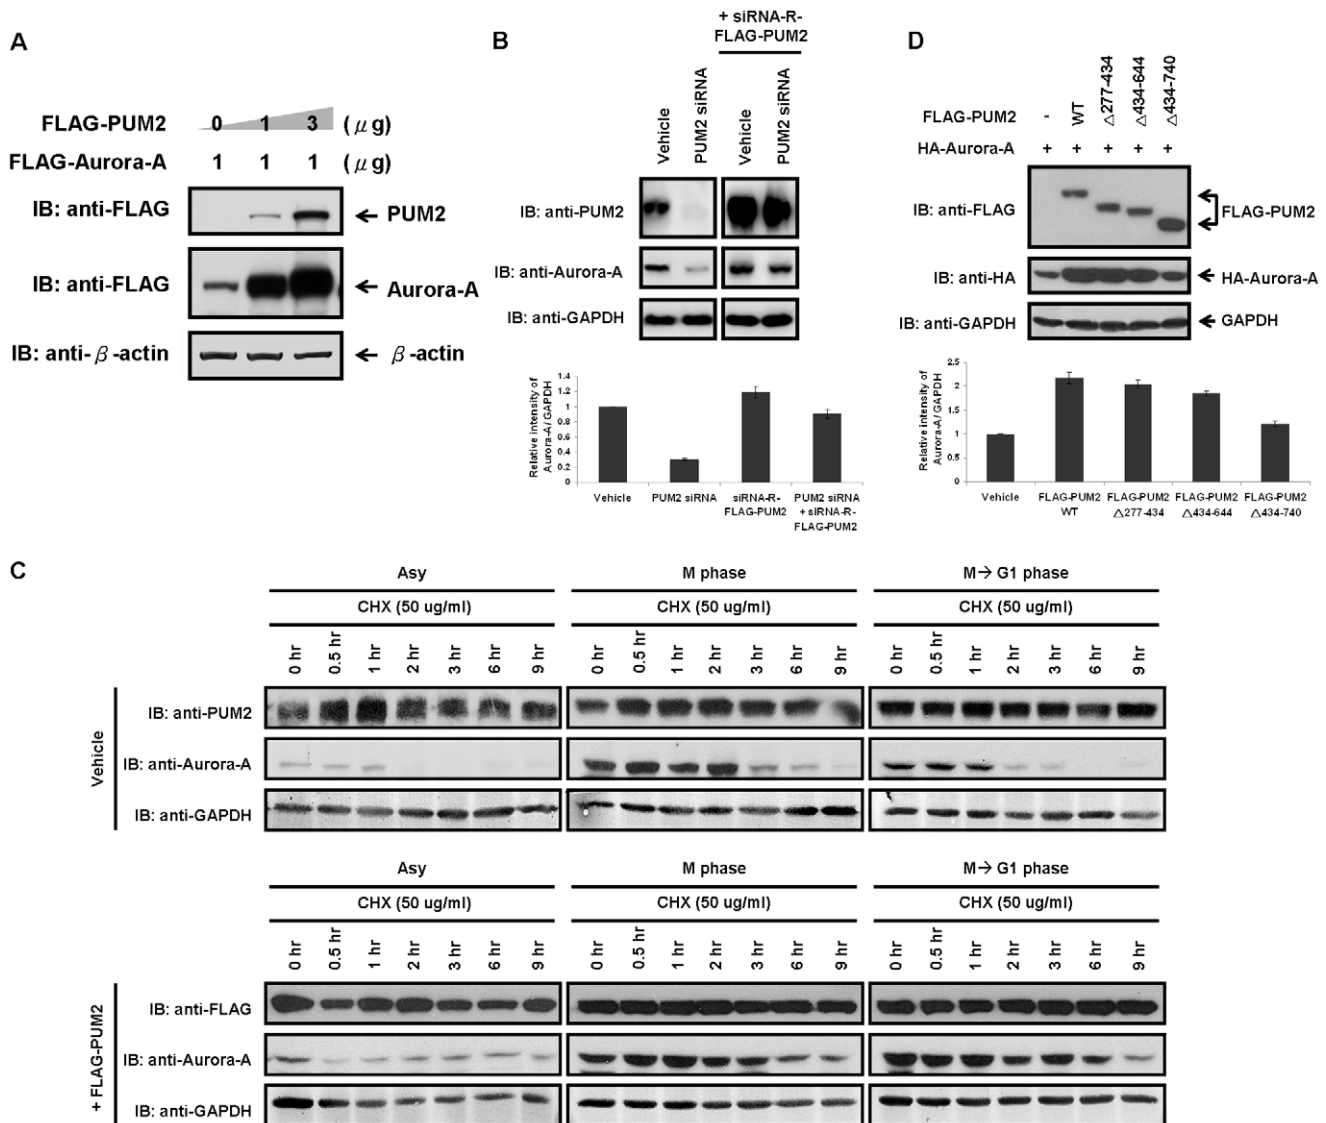 A
FLAG-PUM2 0 1 3 (μg)
FLAG-Aurora-A 1 1 1 (μg)
IB: anti-FLAG PUM2
IB: anti-FLAG Aurora-A
IB: anti-β-actin β-actin
B
+ siRNA-R-
FLAG-PUM2
Vehicle PUM2 siRNA Vehicle PUM2 siRNA
IB: anti-PUM2
IB: anti-Aurora-A
IB: anti-GAPDH
Relative intensity of
Aurora-A/ GAPDH
1.4
1.2
1
0.8
0.6
0.4
0.2
0
Vehicle PUM2 siRNA siRNA-R- PUM2 siRNA
FLAG-PUM2 + siRNA-R-
FLAG-PUM2
D
FLAG-PUM2 - WT △277-434 △434-644 △434-740
HA-Aurora-A + + + + +
IB: anti-FLAG FLAG-PUM2
IB: anti-HA HA-Aurora-A
IB: anti-GAPDH GAPDH
Relative intensity of
Aurora-A/ GAPDH
2.5
2
1.5
1
0.5
0
Vehicle FLAG-PUM2 FLAG-PUM2 FLAG-PUM2 FLAG-PUM2
WT △277-434 △434-644 △434-740
C
Asy M phase M→ G1 phase
CHX (50 ug/ml) CHX (50 ug/ml) CHX (50 ug/ml)
0 hr 0.5 hr 1 hr 2 hr 3 hr 6 hr 9 hr 0 hr 0.5 hr 1 hr 2 hr 3 hr 6 hr 9 hr 0 hr 0.5 hr 1 hr 2 hr 3 hr 6 hr 9 hr
Vehicle
IB: anti-PUM2
IB: anti-Aurora-A
IB: anti-GAPDH
Asy M phase M→ G1 phase
CHX (50 ug/ml) CHX (50 ug/ml) CHX (50 ug/ml)
0 hr 0.5 hr 1 hr 2 hr 3 hr 6 hr 9 hr 0 hr 0.5 hr 1 hr 2 hr 3 hr 6 hr 9 hr 0 hr 0.5 hr 1 hr 2 hr 3 hr 6 hr 9 hr
+ FLAG-PUM2
IB: anti-FLAG
IB: anti-Aurora-A
IB: anti-GAPDH